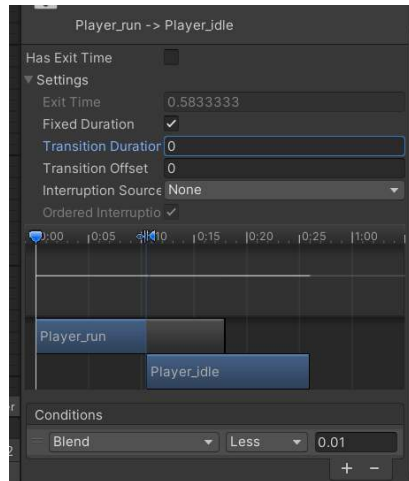 Player_run -> Player_idle
Has Exit Time
Settings
Exit Time 0.5833333
Fixed Duration
Transition Duration 0
Transition Offset 0
Interruption Source None
Ordered Interruptio
0:00 0:05 0:10 0:15 0:20 0:25 1:00
Player_run
Player_idle
Conditions
Blend Less 0.01
+ -